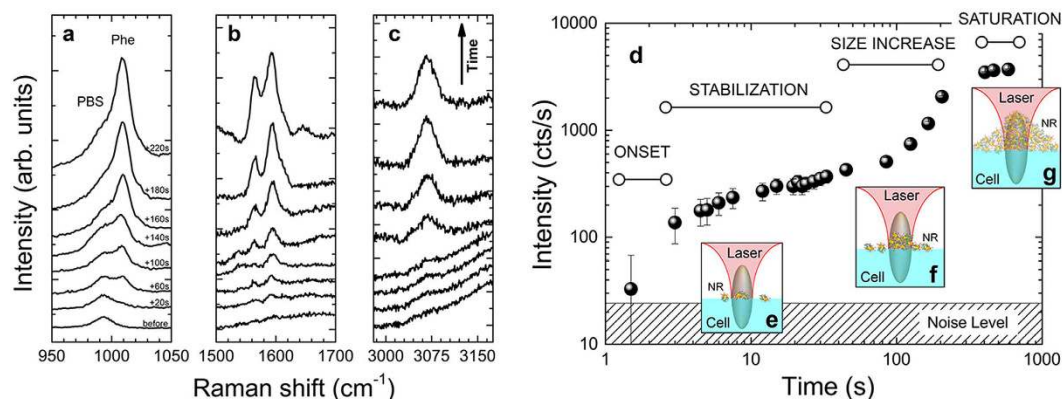 a
Phe
PBS
+220s
+180s
+160s
+140s
+100s
+60s
+20s
before
950 1000 1050
b
1500 1600 1700
c
Time
3000 3075 3150
Intensity (arb. units)
Raman shift (cm-1)
d
10000
1000
100
10
Intensity (cts/s)
SATURATION
SIZE INCREASE
STABILIZATION
ONSET
Laser
NR
Cell
g
Laser
NR
Cell
f
Laser
NR
Cell
e
Noise Level
1 10 100 1000
Time (s)